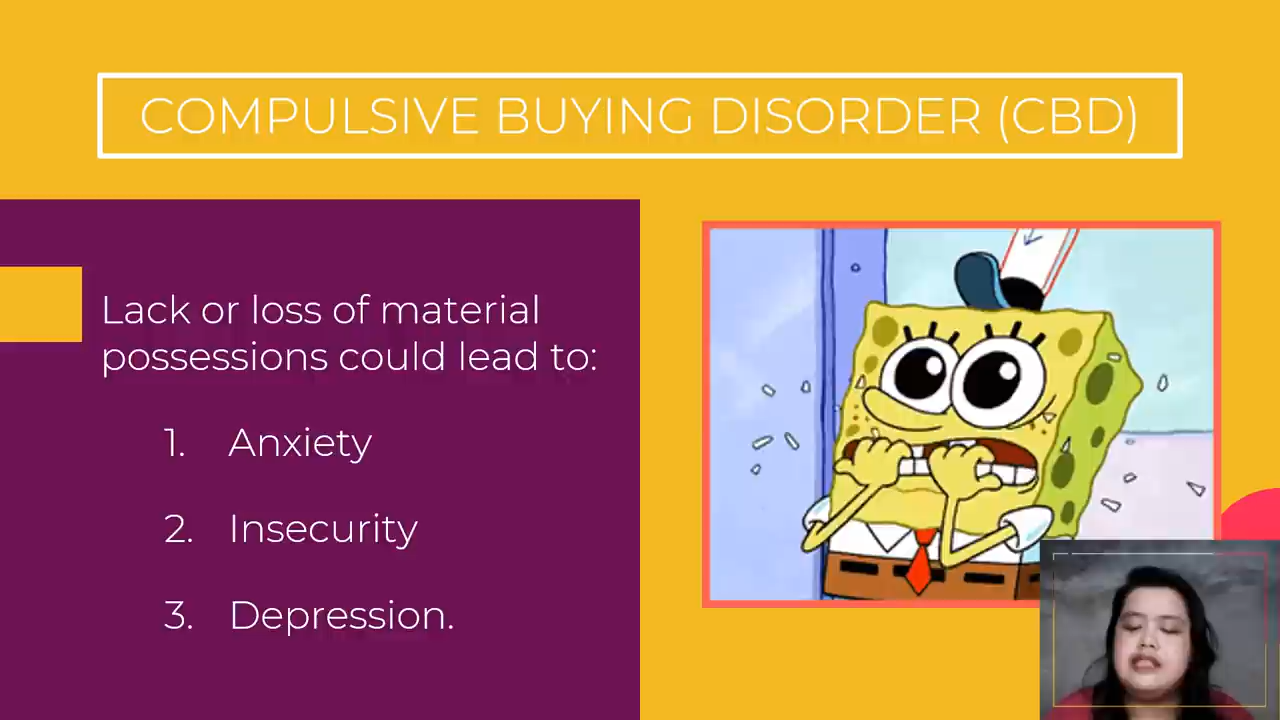 COMPULSIVE BUYING DISORDER (CBD)
Lack or loss of material
possessions could lead to:
1. Anxiety
2. Insecurity
3. Depression.